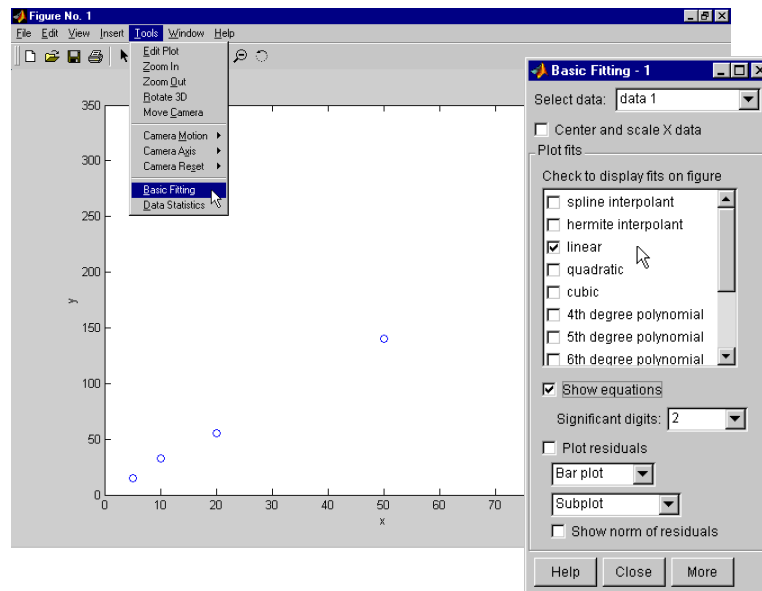 Figure No. 1
File Edit View Insert Tools Window Help
Edit Plot
Zoom In
Zoom Out
Rotate 3D
Move Camera
Camera Motion
Camera Axis
Camera Reset
Basic Fitting
Data Statistics
350
300
250
200
150
100
50
0
y
0 10 20 30 40 50 60 70
x
Basic Fitting - 1
Select data: data 1
Center and scale X data
Plot fits
Check to display fits on figure
spline interpolant
hermite interpolant
linear
quadratic
cubic
4th degree polynomial
5th degree polynomial
6th degree polynomial
Show equations
Significant digits: 2
Plot residuals
Bar plot
Subplot
Show norm of residuals
Help Close More